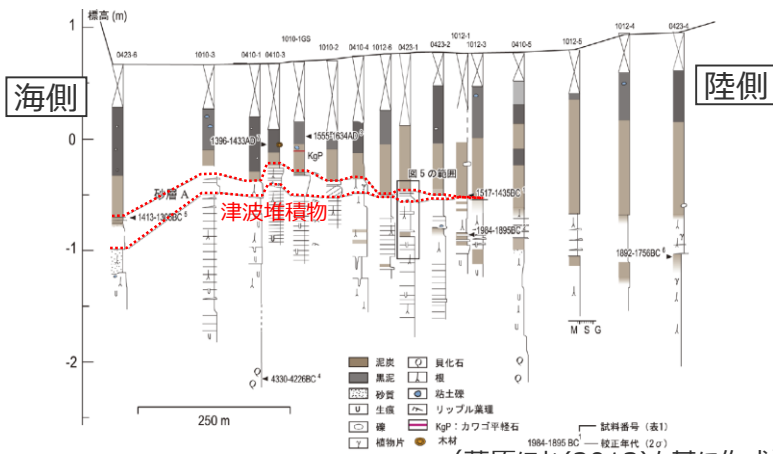 標高 (m)
1
0
-1
-2
海側
陸側
0423-6
1010-3
0410-1
0410-3
1010-1GS
1010-2
0410-4
1012-6
0423-1
0423-2
1012-1
1012-3
0410-5
1012-5
1012-4
0423-4
1396-1433AD
1555-1634AD
KgP
図5の範囲
砂層 A
1413-1306BC
津波堆積物
1517-1435BC
1984-1895BC
1892-1756BC
4330-4226BC 4
M S G
250 m
泥炭
黒泥
砂質
生痕
礫
植物片
貝化石
根
粘土礫
リップル葉理
KgP:カワゴ平軽石
木材
試料番号(表1)
1984-1895 BC 較正年代 (2σ)